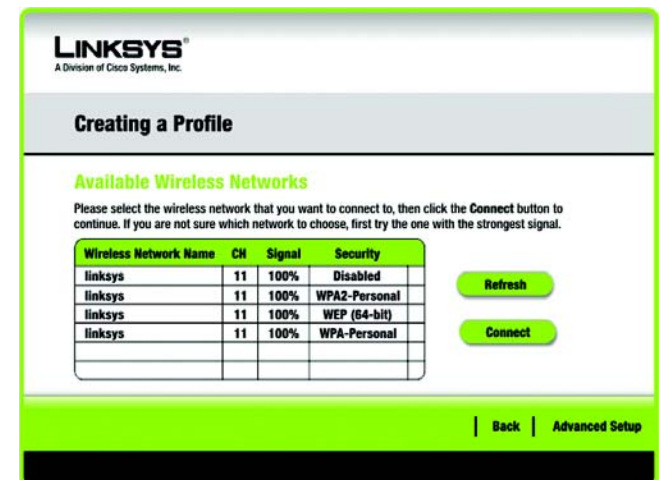 LINKSYS®
A Division of Cisco Systems, Inc.
Creating a Profile
Available Wireless Networks
Please select the wireless network that you want to connect to, then click the Connect button to
continue. If you are not sure which network to choose, first try the one with the strongest signal.
Wireless Network Name CH Signal Security
linksys 11 100% Disabled
linksys 11 100% WPA2-Personal
linksys 11 100% WEP (64-bit)
linksys 11 100% WPA-Personal
Refresh
Connect
Back Advanced Setup